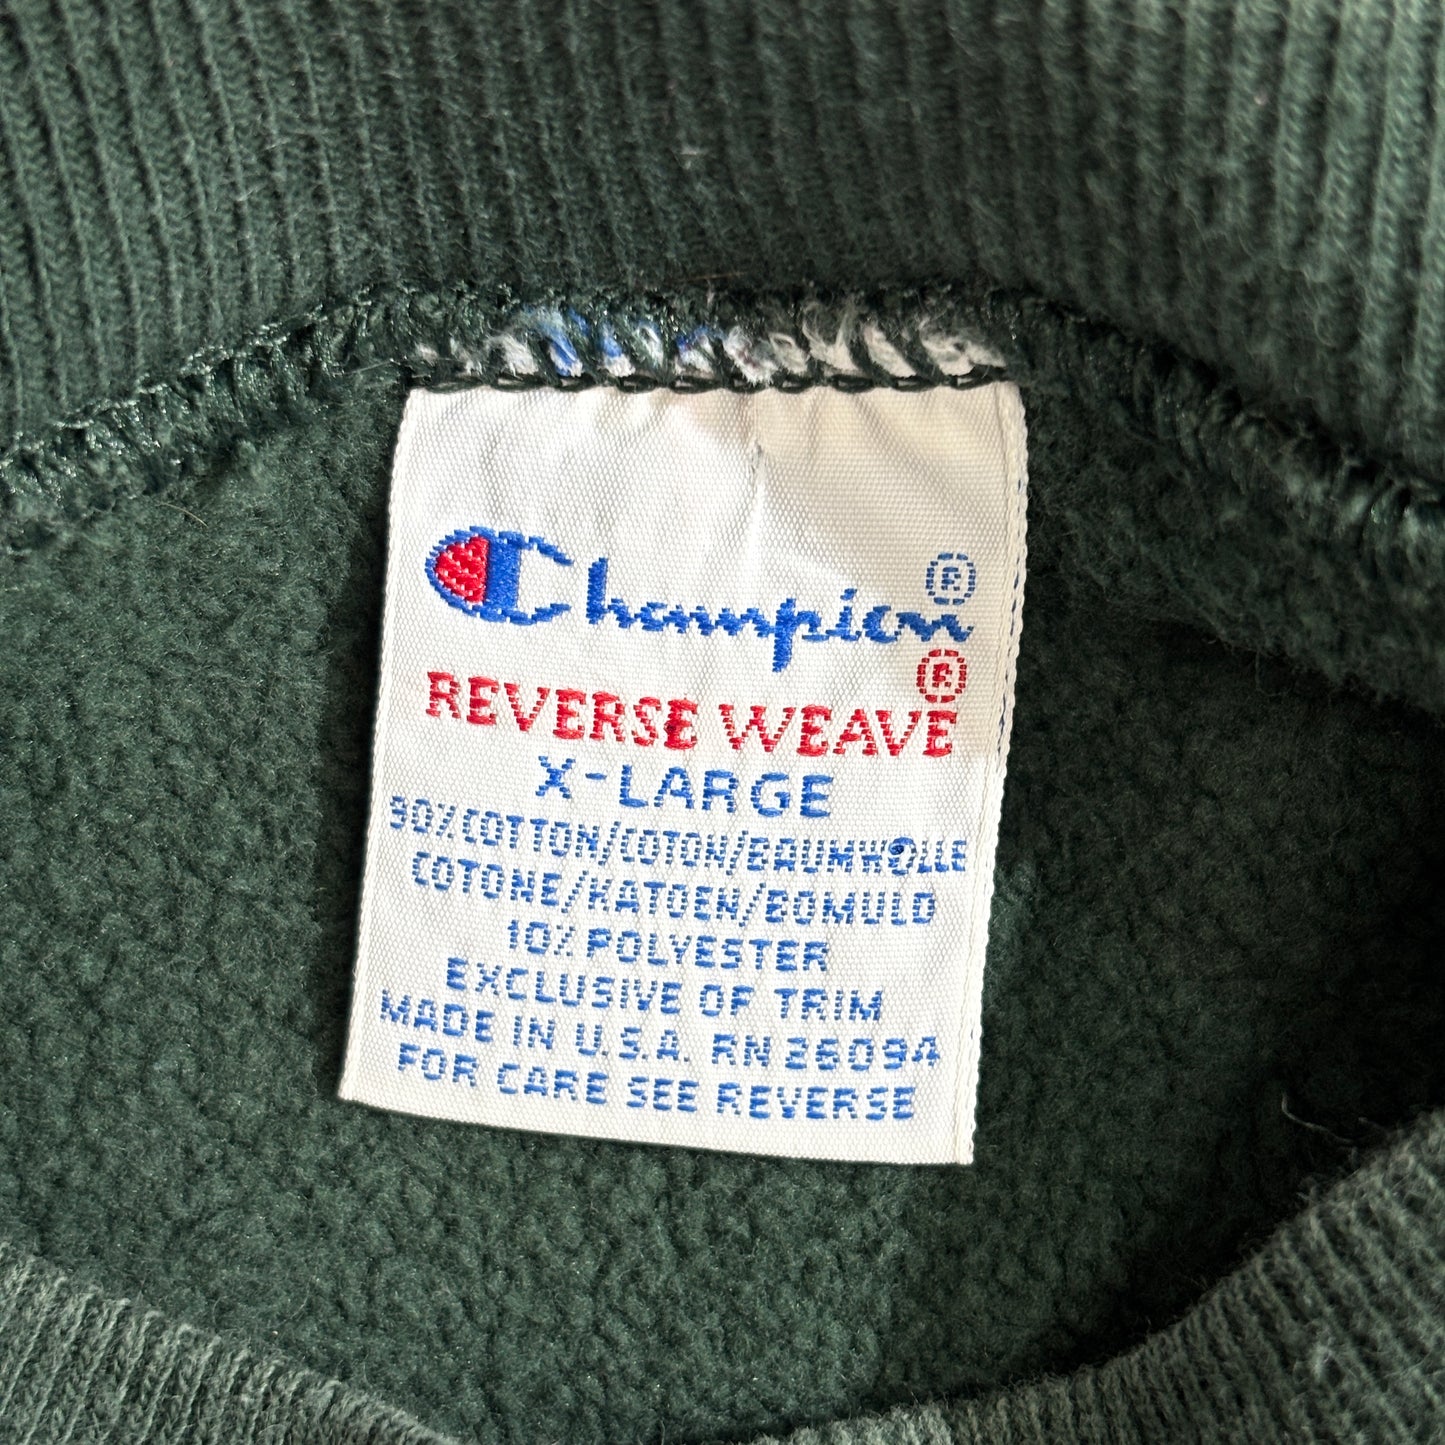 Champion®
REVERSE WEAVE®
X-LARGE
90% COTTON/COTON/BAUMWOLLE
COTONE/KATOEN/BOMULD
10% POLYESTER
EXCLUSIVE OF TRIM
MADE IN U.S.A. RN 26094
FOR CARE SEE REVERSE